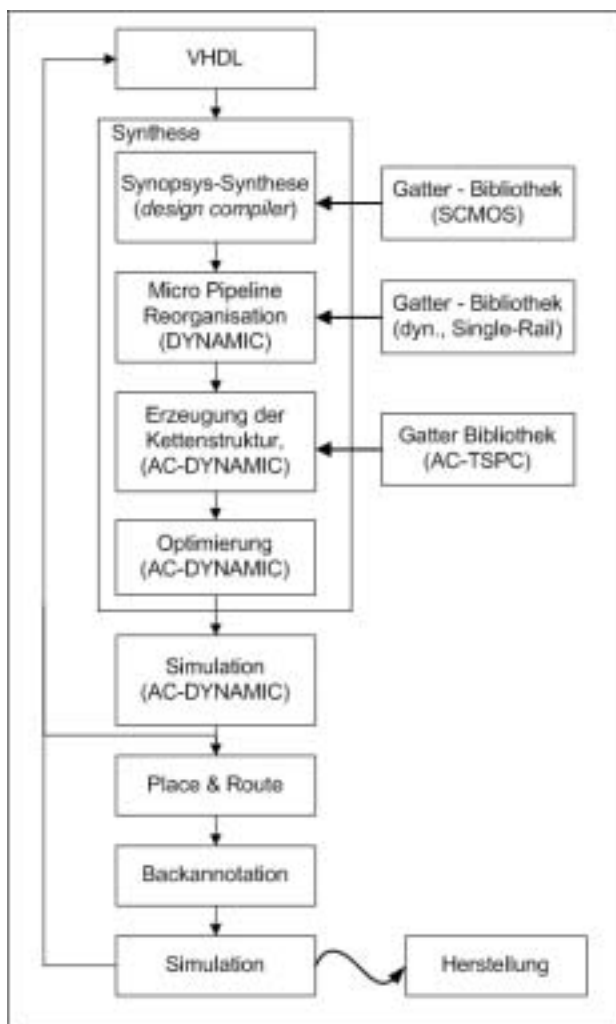 VHDL
Synthese
Synopsys-Synthese
(design compiler)
Gatter - Bibliothek
(SCMOS)
Micro Pipeline
Reorganisation
(DYNAMIC)
Gatter - Bibliothek
(dyn., Single-Rail)
Erzeugung der
Kettenstruktur,
(AC-DYNAMIC)
Gatter Bibliothek
(AC-TSPC)
Optimierung
(AC-DYNAMIC)
Simulation
(AC-DYNAMIC)
Place & Route
Backannotation
Simulation
Herstellung